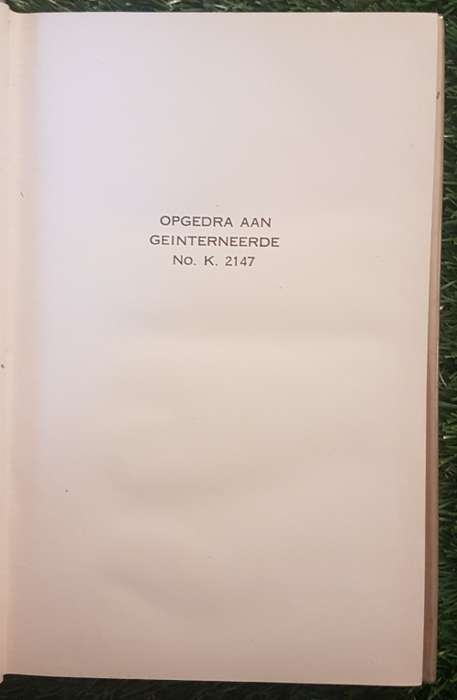 OPGEDRA AAN
GEINTERNEERDE
No. K. 2147